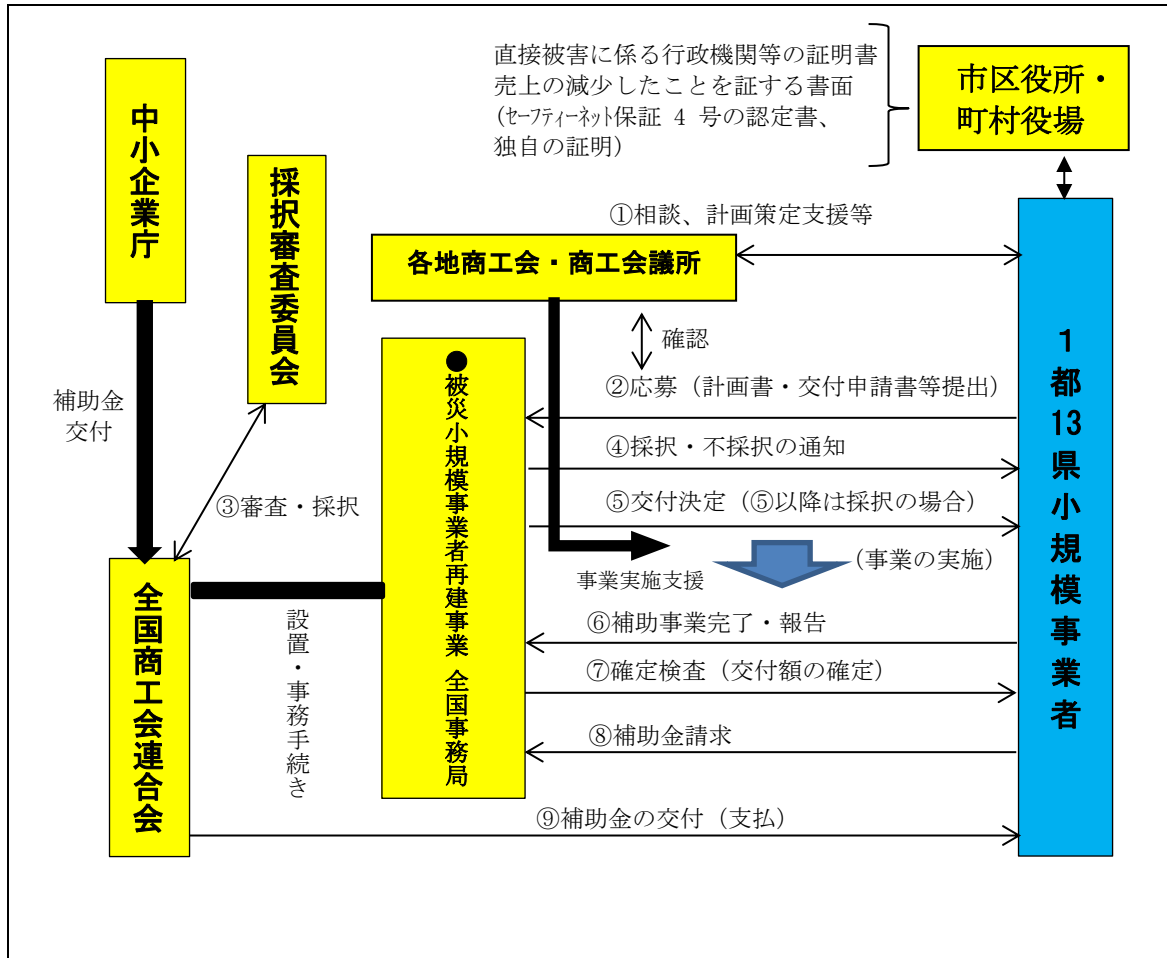 直接被害に係る行政機関等の証明書
売上の減少したことを証する書面
(ｾｰﾌﾃｨｰﾈｯﾄ保証 4 号の認定書、
独自の証明)
市区役所・
町村役場
中小企業庁
採択審査委員会
①相談、計画策定支援等
各地商工会・商工会議所
確認
②応募（計画書・交付申請書等提出）
④採択・不採択の通知
⑤交付決定（⑤以降は採択の場合）
補助金
交付
③審査・採択
●被災小規模事業者再建事業 全国事務局
1都13県小規模事業者
事業実施支援
(事業の実施)
全国商工会連合会
設置・事務手続き
⑥補助事業完了・報告
⑦確定検査（交付額の確定）
⑧補助金請求
⑨補助金の交付（支払）